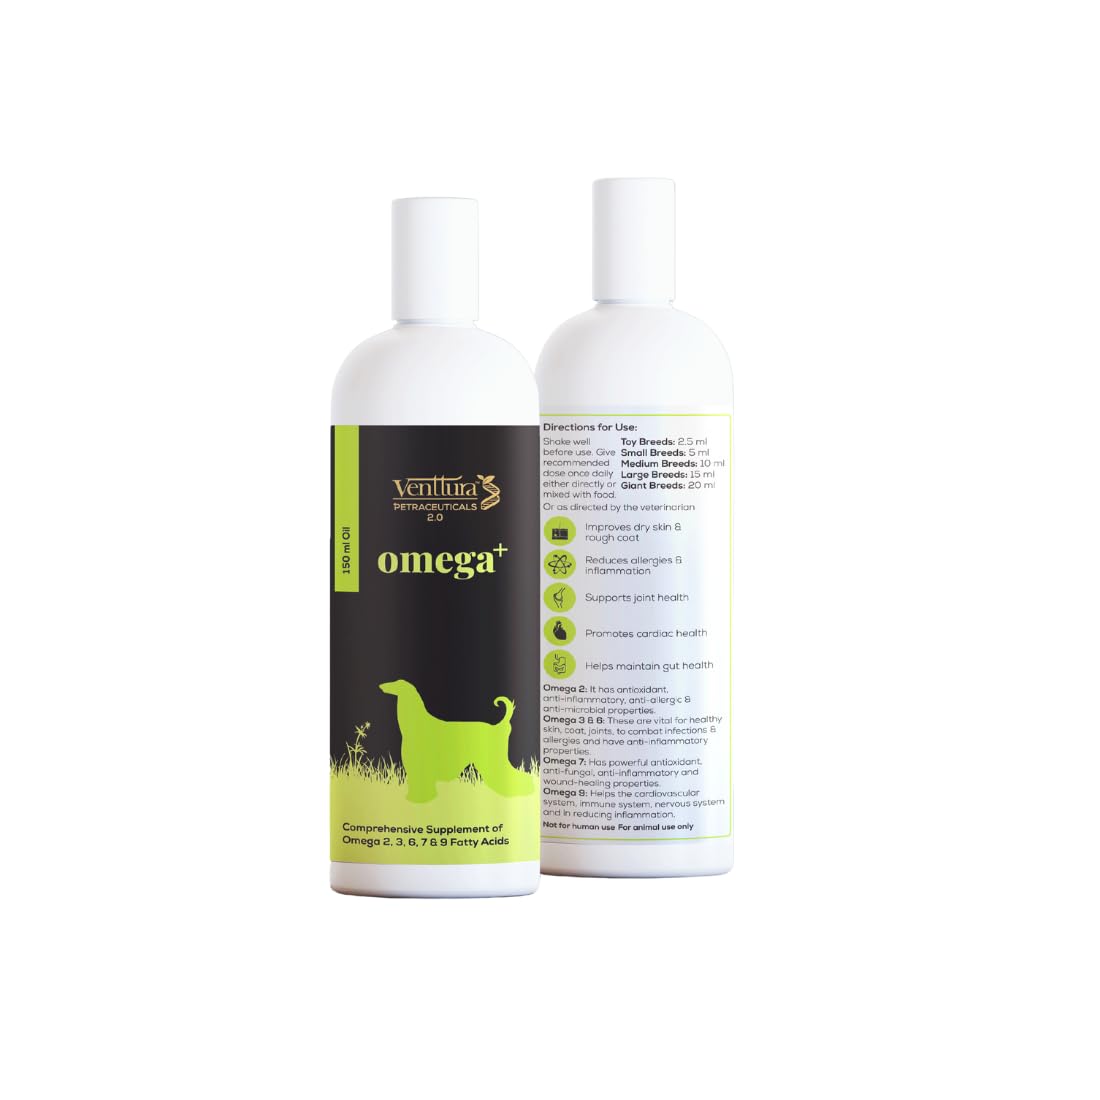 Venttura
PETRACEUTICALS
2.0
omega+
150 ml Oil
Comprehensive Supplement of
Omega 2, 3, 6, 7 & 9 Fatty Acids
Directions for Use:
Shake well
before use. Give
recommended
dose once daily
either directly or
mixed with food.
Toy Breeds: 2.5 ml
Small Breeds: 5 ml
Medium Breeds: 10 ml
Large Breeds: 15 ml
Giant Breeds: 20 ml
Or as directed by the veterinarian
Improves dry skin &
rough coat
Reduces allergies &
inflammation
Supports joint health
Promotes cardiac health
Helps maintain gut health
Omega 2: It has antioxidant,
anti-inflammatory, anti-allergic &
anti-microbial properties.
Omega 3 & 6: These are vital for healthy
skin, coat, joints, to combat infections &
allergies and have anti-inflammatory
properties.
Omega 7: Has powerful antioxidant,
anti-fungal, anti-inflammatory and
wound-healing properties.
Omega 9: Helps the cardiovascular
system, immune system, nervous system
and in reducing inflammation.
Not for human use For animal use only